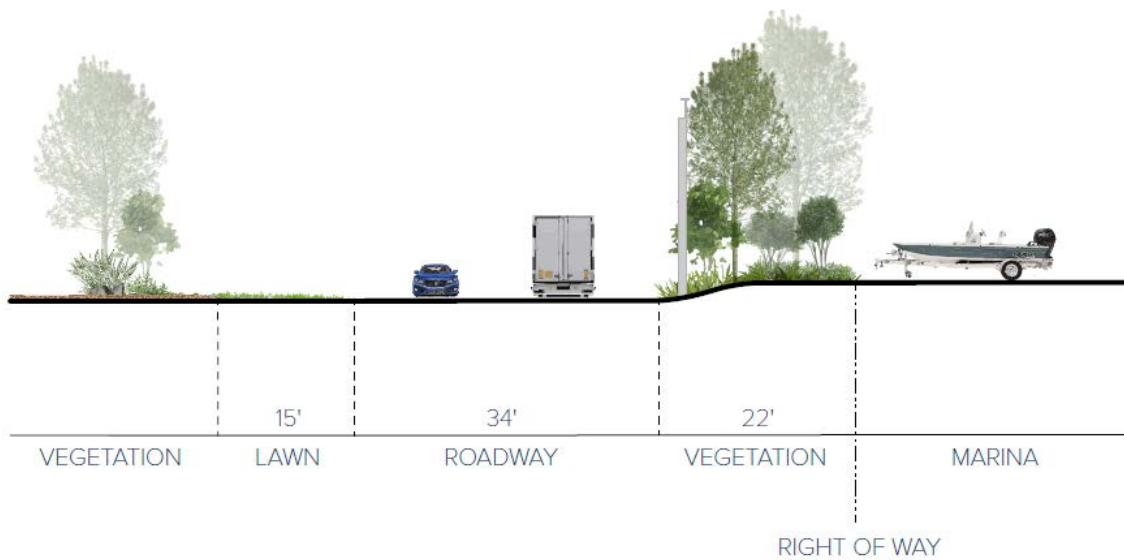 15' 34' 22'
VEGETATION LAWN ROADWAY VEGETATION MARINA
RIGHT OF WAY